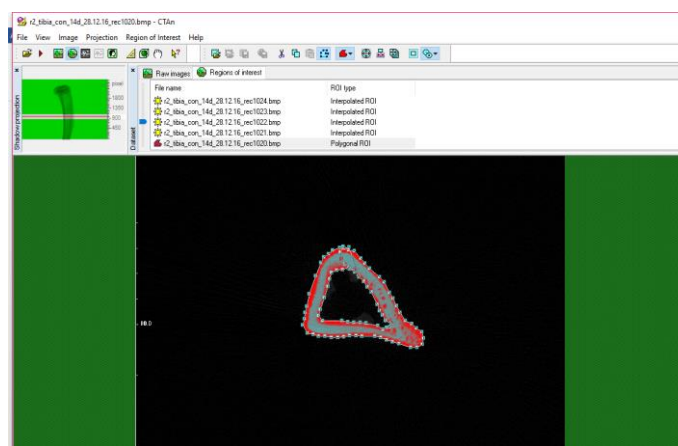 r2_tibia_con_14d_28.12.16_rec1020.bmp - CTAn
File View Image Projection Region of Interest Help
Raw images Regions of interest
File name ROI type
r2_tibia_con_14d_28.12.16_rec1024.bmp Interpolated ROI
r2_tibia_con_14d_28.12.16_rec1023.bmp Interpolated ROI
r2_tibia_con_14d_28.12.16_rec1022.bmp Interpolated ROI
r2_tibia_con_14d_28.12.16_rec1021.bmp Interpolated ROI
r2_tibia_con_14d_28.12.16_rec1020.bmp Polygonal ROI
pixel
1800
1350
900
450
Shadow projection
Dataset
10.0